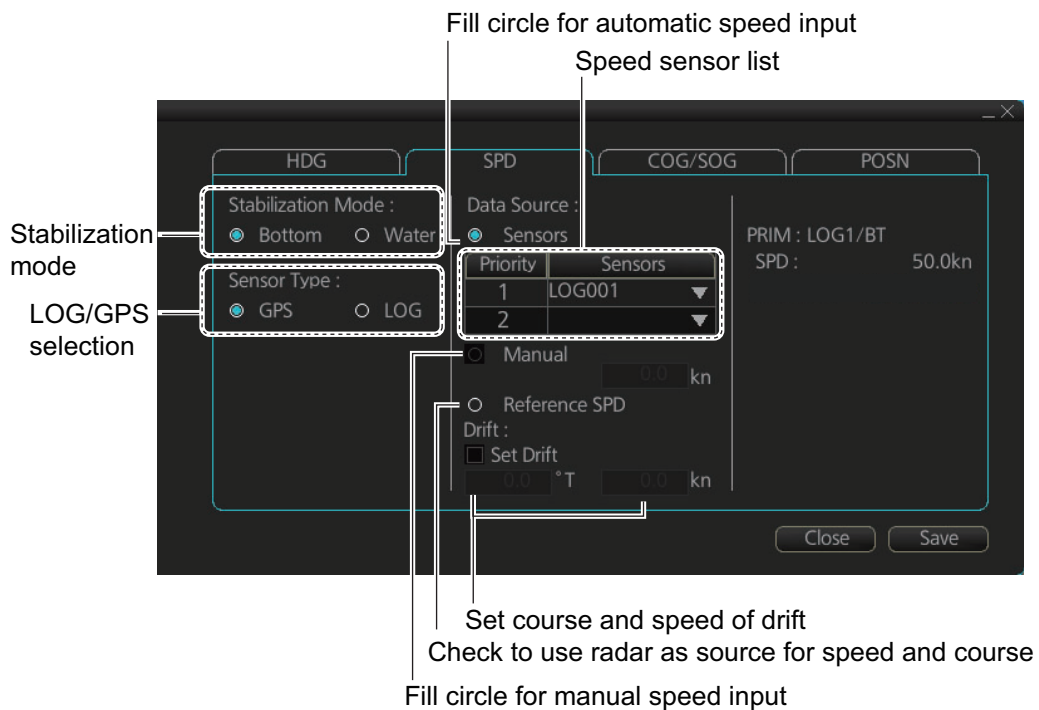 Fill circle for automatic speed input
Speed sensor list
HDG
SPD
COG/SOG
POSN
Stabilization Mode :
Bottom
Water
Sensor Type :
GPS
LOG
Stabilization
mode
LOG/GPS
selection
Data Source :
Sensors
Priority
Sensors
1
LOG001
2
Manual
0.0 kn
Reference SPD
Drift :
Set Drift
0.0 °T
0.0 kn
PRIM : LOG1/BT
SPD : 50.0kn
Close
Save
Set course and speed of drift
Check to use radar as source for speed and course
Fill circle for manual speed input